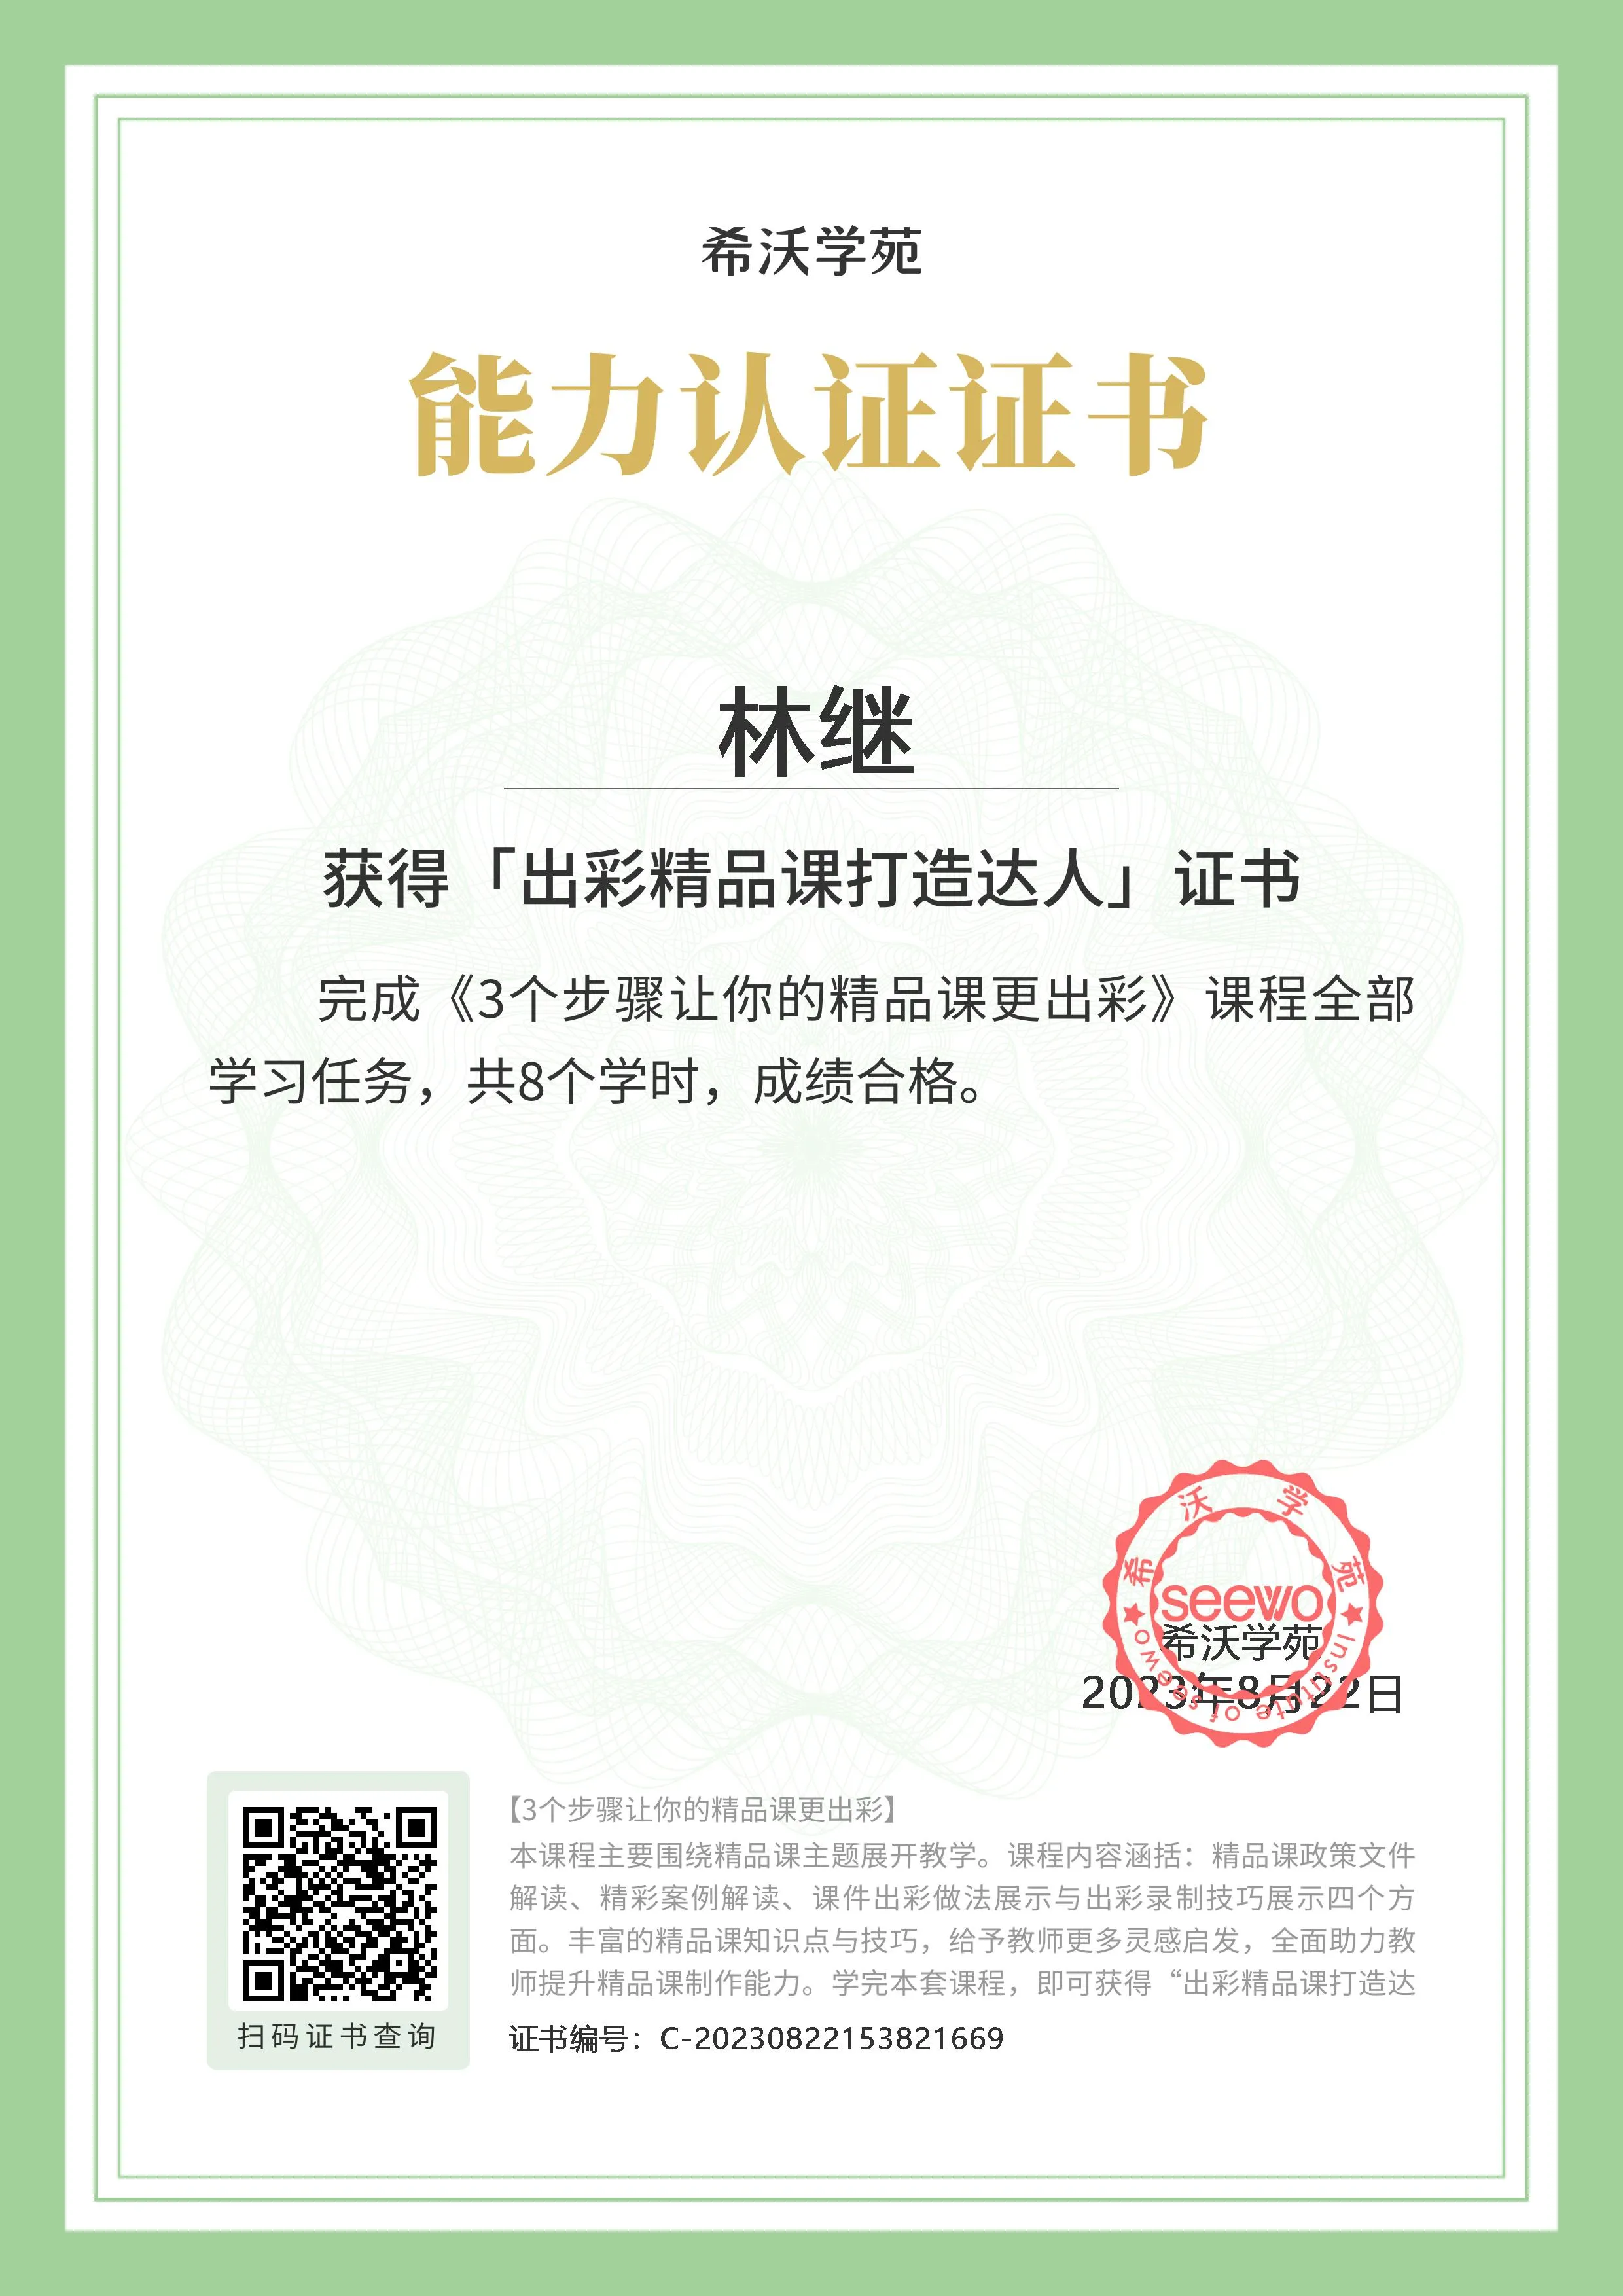 希沃学苑
能力认证证书
林继
获得「出彩精品课打造达人」证书
完成《3个步骤让你的精品课更出彩》课程全部
学习任务，共8个学时，成绩合格。
希沃学苑
seewo
Institute of seewo
希沃学苑
2023年8月22日
【3个步骤让你的精品课更出彩】
本课程主要围绕精品课主题展开教学。课程内容涵括：精品课政策文件
解读、精彩案例解读、课件出彩做法展示与出彩录制技巧展示四个方
面。丰富的精品课知识点与技巧，给予教师更多灵感启发，全面助力教
师提升精品课制作能力。学完本套课程，即可获得“出彩精品课打造达
扫码证书查询
证书编号：C-20230822153821669